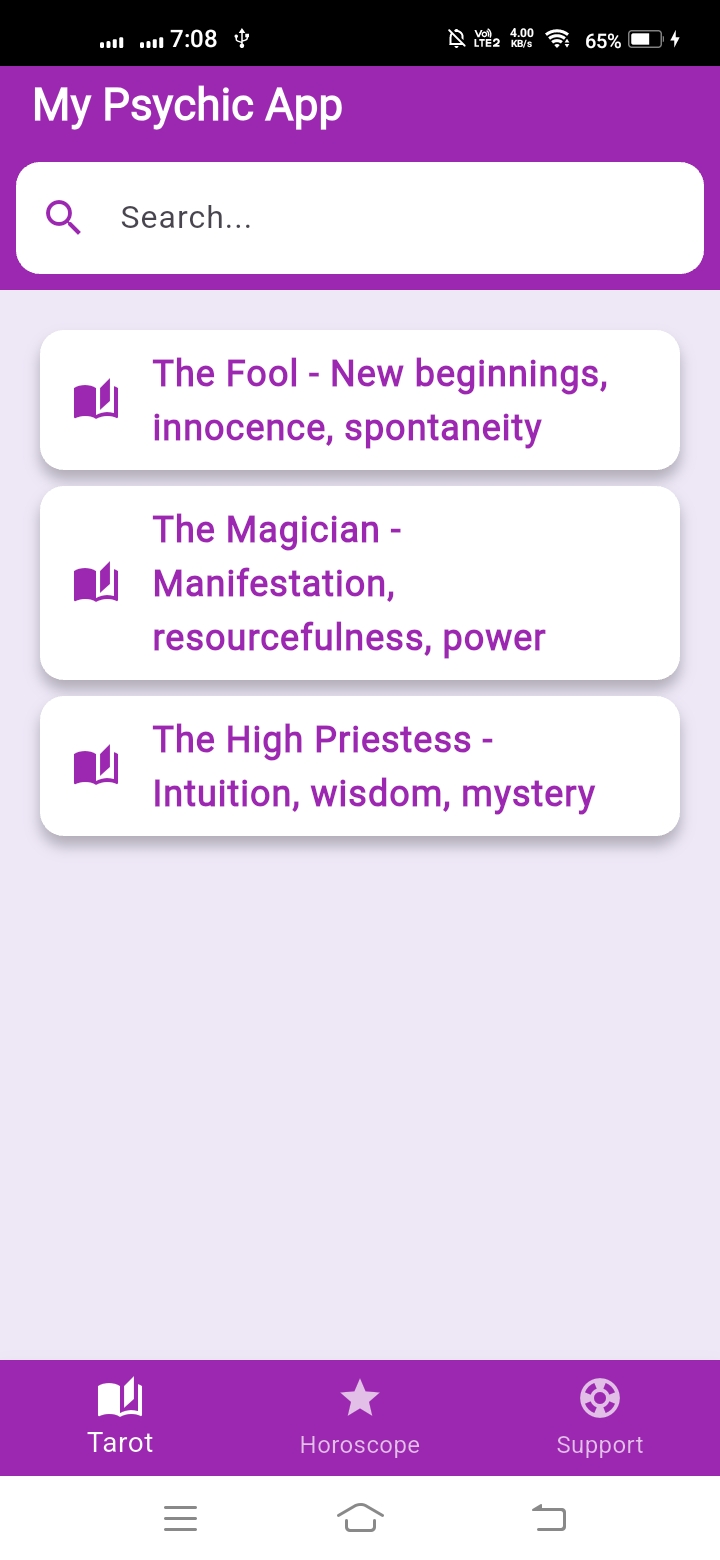 7:08
Vo)) LTE2
4.00 KB/s
65%
My Psychic App
Search...
The Fool - New beginnings,
innocence, spontaneity
The Magician -
Manifestation,
resourcefulness, power
The High Priestess -
Intuition, wisdom, mystery
Tarot
Horoscope
Support